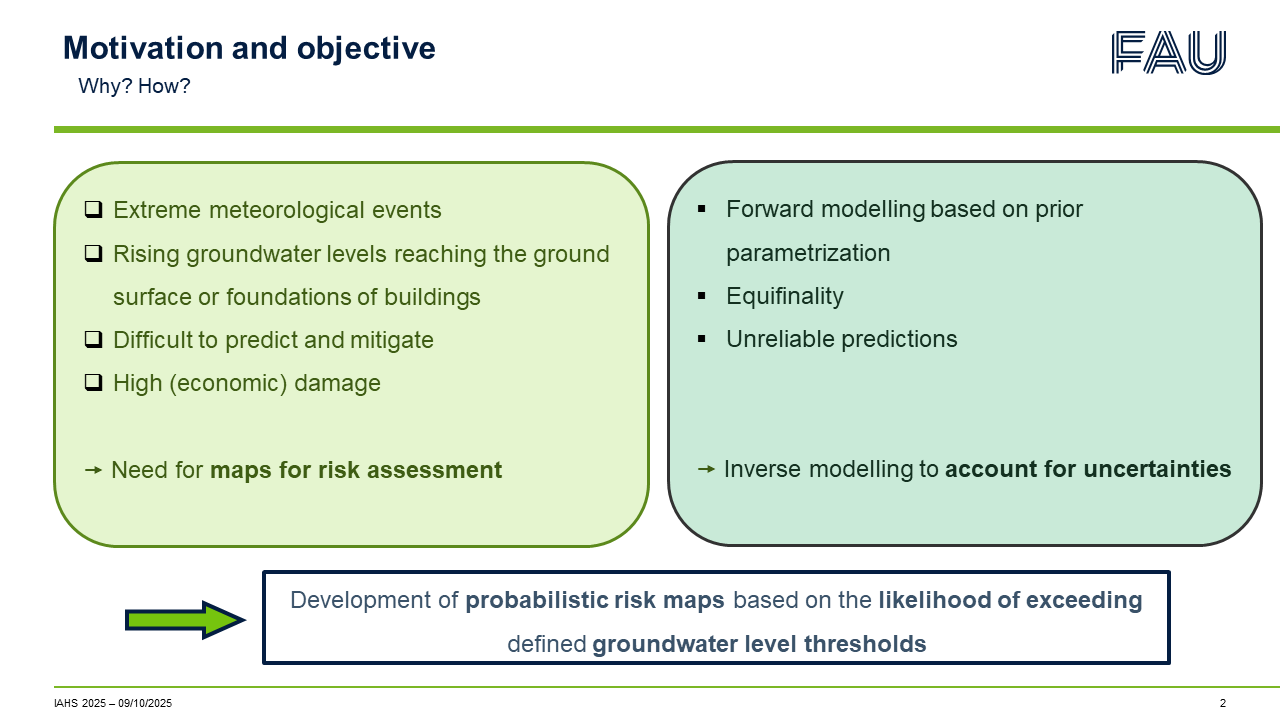 Motivation and objective
Why? How?
FAU
❑ Extreme meteorological events
❑ Rising groundwater levels reaching the ground
surface or foundations of buildings
❑ Difficult to predict and mitigate
❑ High (economic) damage
→ Need for maps for risk assessment
▪ Forward modelling based on prior
parametrization
▪ Equifinality
▪ Unreliable predictions
→ Inverse modelling to account for uncertainties
Development of probabilistic risk maps based on the likelihood of exceeding
defined groundwater level thresholds
IAHS 2025 – 09/10/2025
2